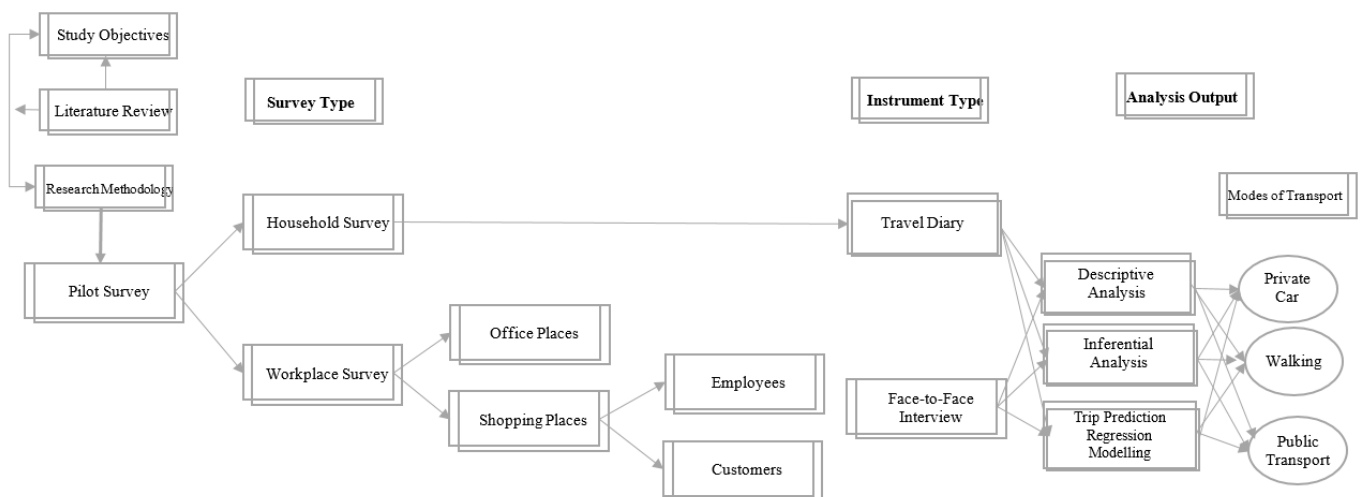 Study Objectives
Literature Review
Research Methodology
Pilot Survey
Survey Type
Household Survey
Workplace Survey
Office Places
Shopping Places
Employees
Customers
Instrument Type
Travel Diary
Face-to-Face
Interview
Analysis Output
Descriptive
Analysis
Inferential
Analysis
Trip Prediction
Regression
Modelling
Modes of Transport
Private
Car
Walking
Public
Transport